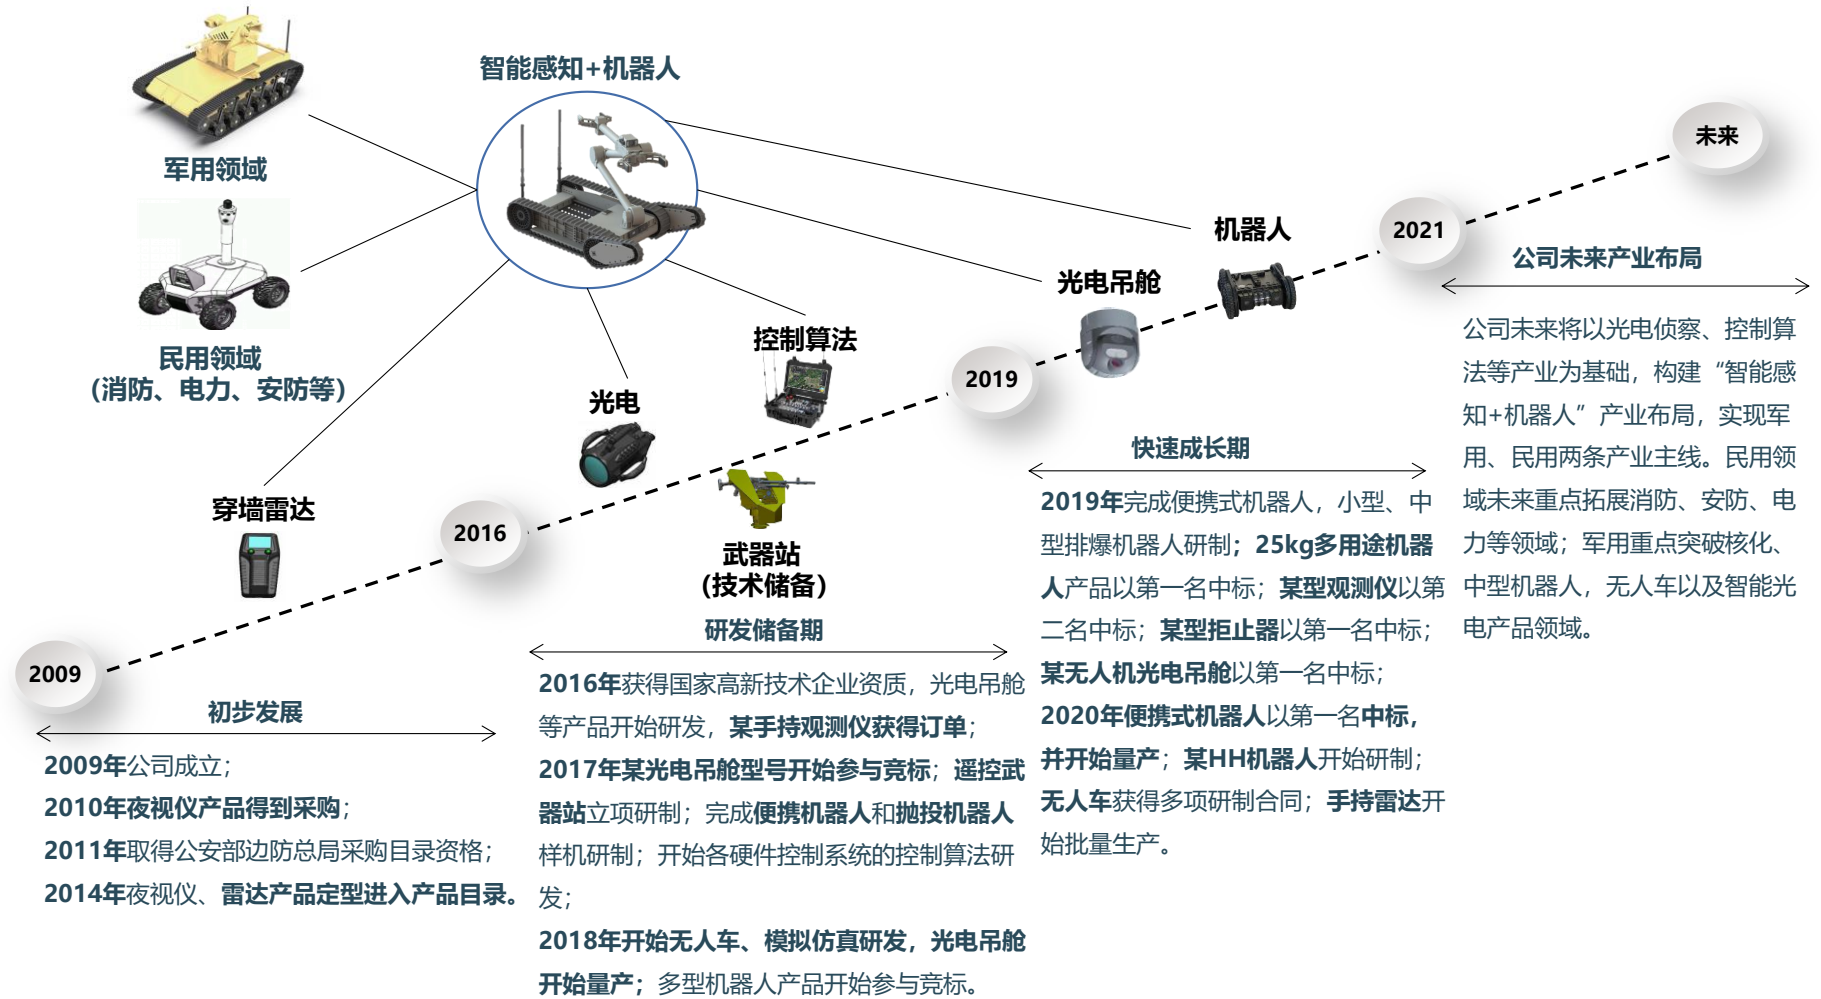 智能感知+机器人
军用领域
民用领域
（消防、电力、安防等）
穿墙雷达
光电
控制算法
武器站
（技术储备）
光电吊舱
机器人
2009
2016
2019
2021
未来
初步发展
2009年公司成立；
2010年夜视仪产品得到采购；
2011年取得公安部边防总局采购目录资格；
2014年夜视仪、雷达产品定型进入产品目录。
研发储备期
2016年获得国家高新技术企业资质，光电吊舱
等产品开始研发，某手持观测仪获得订单；
2017年某光电吊舱型号开始参与竞标；遥控武
器站立项研制；完成便携机器人和抛投机器人
样机研制；开始各硬件控制系统的控制算法研
发；
2018年开始无人车、模拟仿真研发，光电吊舱
开始量产；多型机器人产品开始参与竞标。
快速成长期
2019年完成便携式机器人，小型、中
型排爆机器人研制；25kg多用途机器
人产品以第一名中标；某型观测仪以第
二名中标；某型拒止器以第一名中标；
某无人机光电吊舱以第一名中标；
2020年便携式机器人以第一名中标，
并开始量产；某HH机器人开始研制；
无人车获得多项研制合同；手持雷达开
始批量生产。
公司未来产业布局
公司未来将以光电侦察、控制算
法等产业为基础，构建“智能感
知+机器人”产业布局，实现军
用、民用两条产业主线。民用领
域未来重点拓展消防、安防、电
力等领域；军用重点突破核化、
中型机器人，无人车以及智能光
电产品领域。